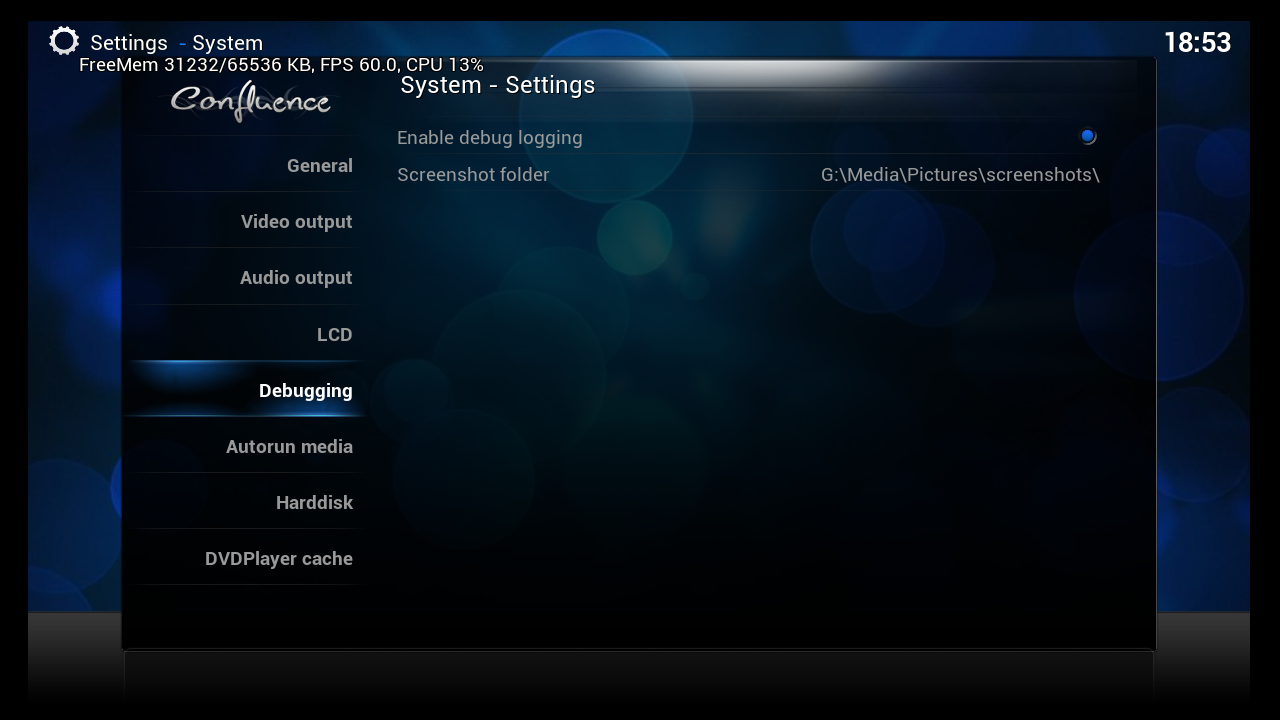 Settings - System
18:53
FreeMem 31232/65536 KB, FPS 60.0, CPU 13%
Confluence
System - Settings
General
Video output
Audio output
LCD
Debugging
Autorun media
Harddisk
DVDPlayer cache
Enable debug logging
Screenshot folder G:\Media\Pictures\screenshots\